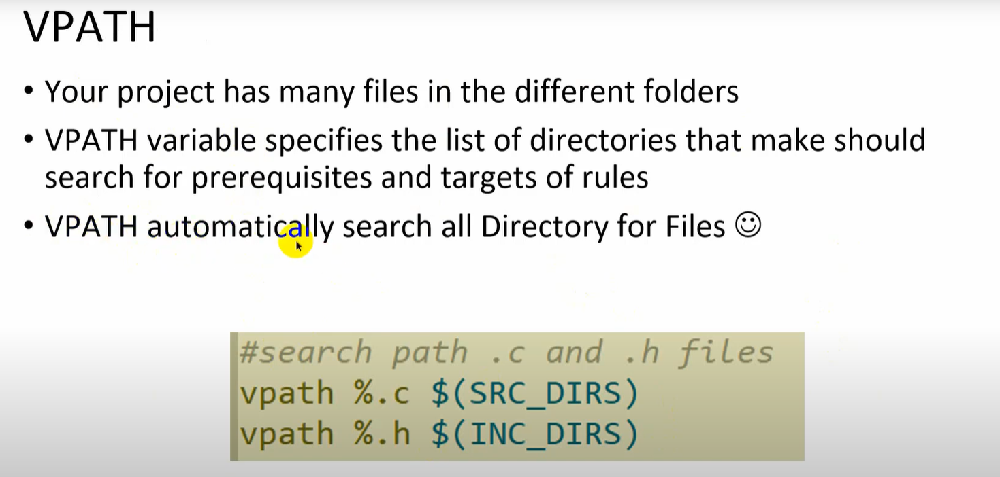 VPATH
• Your project has many files in the different folders
• VPATH variable specifies the list of directories that make should
search for prerequisites and targets of rules
• VPATH automatically search all Directory for Files ☺
#search path .c and .h files
vpath %.c $(SRC_DIRS)
vpath %.h $(INC_DIRS)